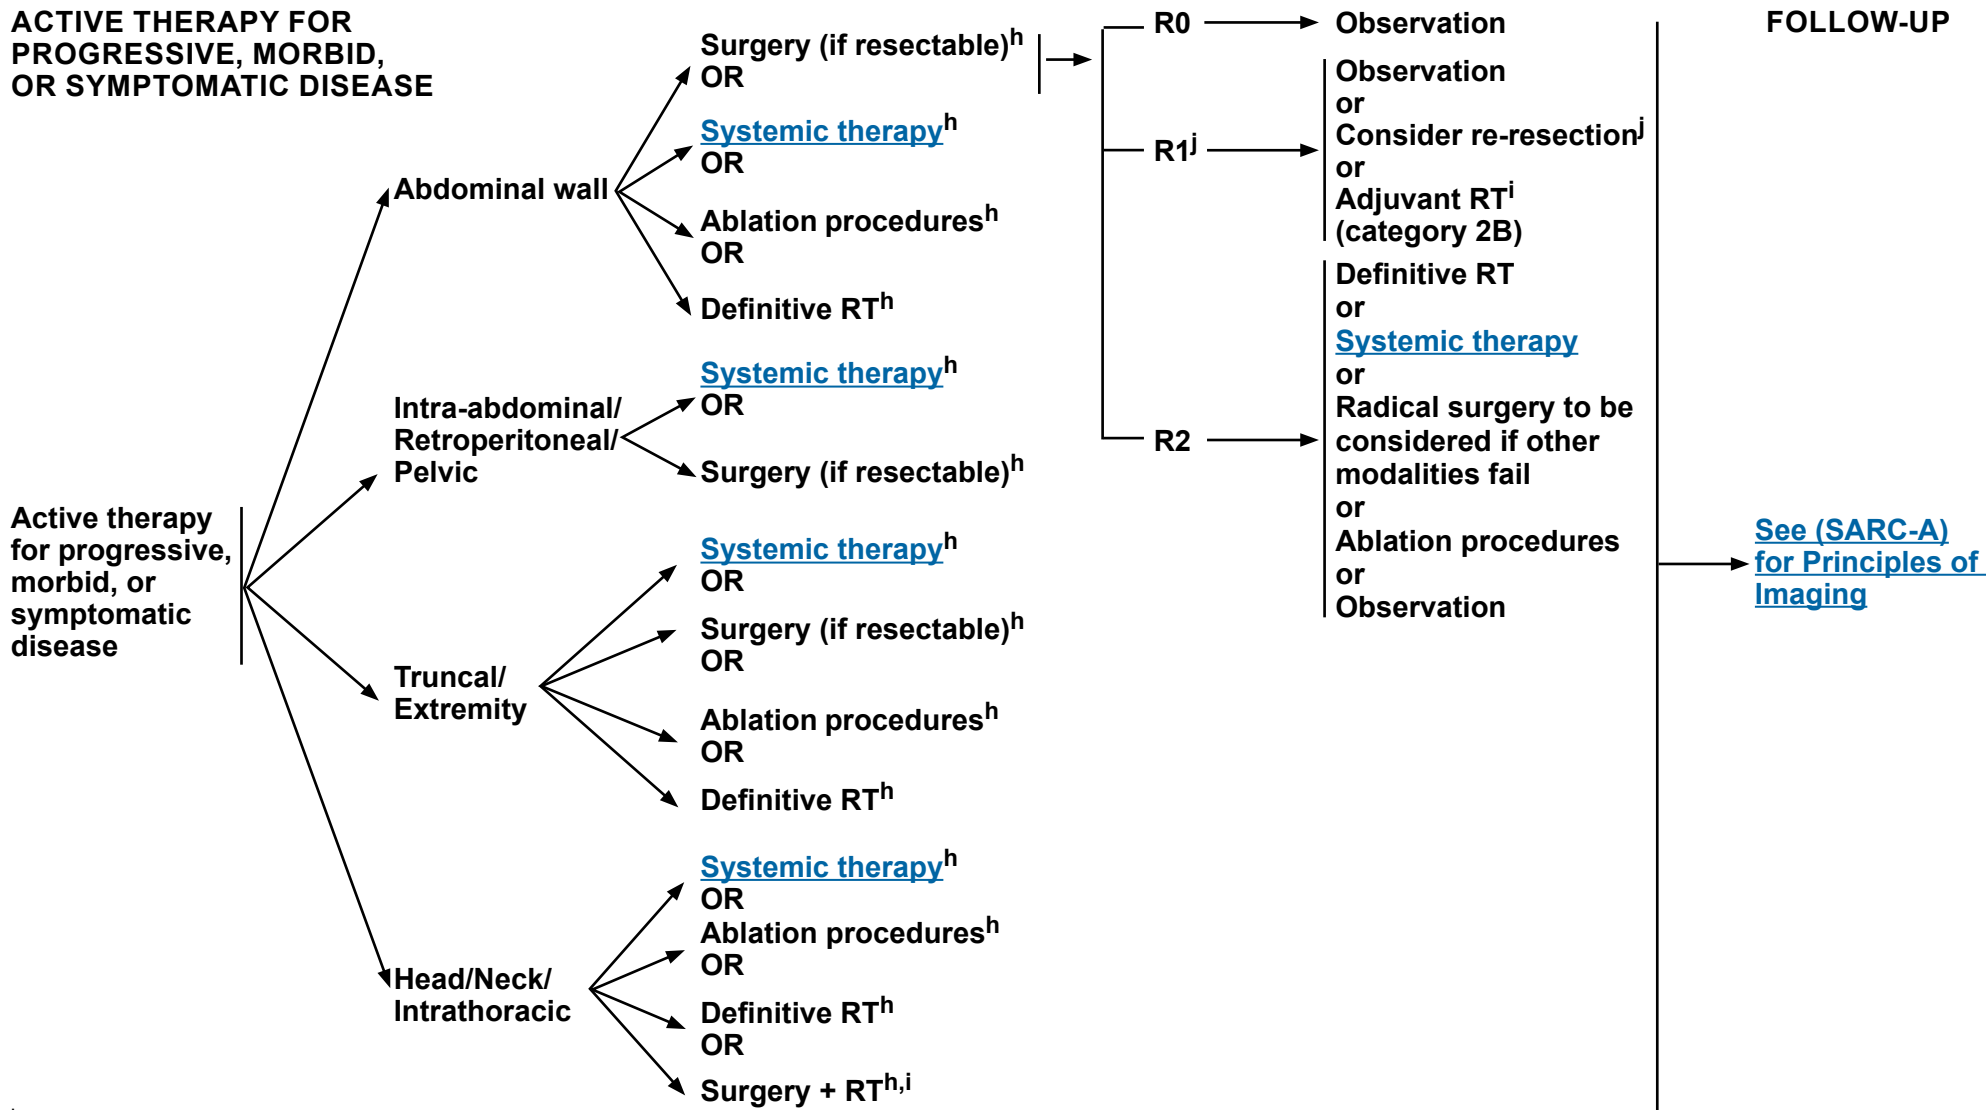 ACTIVE THERAPY FOR
PROGRESSIVE, MORBID,
OR SYMPTOMATIC DISEASE
Active therapy
for progressive,
morbid, or
symptomatic
disease
Abdominal wall
Surgery (if resectable)h
OR
Systemic therapyh
OR
Ablation proceduresh
OR
Definitive RTh
Intra-abdominal/
Retroperitoneal/
Pelvic
Systemic therapyh
OR
Surgery (if resectable)h
Truncal/
Extremity
Systemic therapyh
OR
Surgery (if resectable)h
OR
Ablation proceduresh
OR
Definitive RTh
Head/Neck/
Intrathoracic
Systemic therapyh
OR
Ablation proceduresh
OR
Definitive RTh
OR
Surgery + RTh,i
R0
Observation
R1j
Observation
or
Consider re-resectionj
or
Adjuvant RTi
(category 2B)
R2
Definitive RT
or
Systemic therapy
or
Radical surgery to be
considered if other
modalities fail
or
Ablation procedures
or
Observation
FOLLOW-UP
See (SARC-A)
for Principles of
Imaging